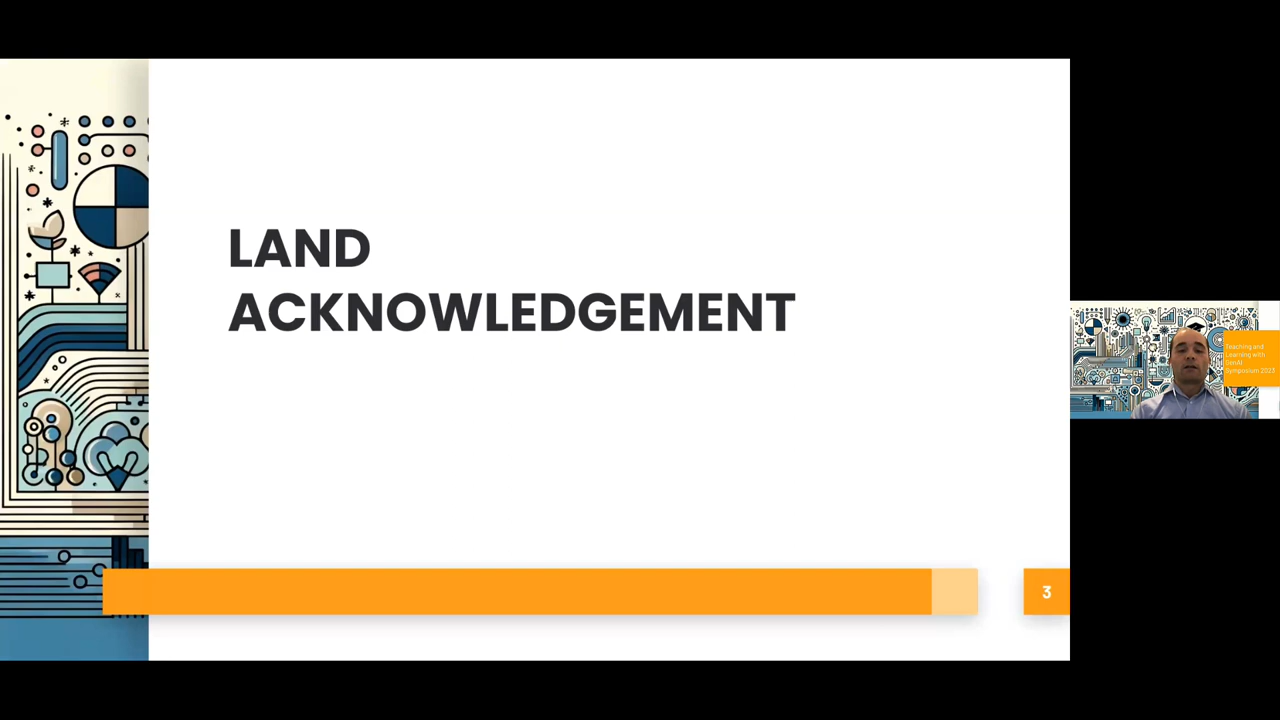 LAND
ACKNOWLEDGEMENT
3
Teaching and
Learning with
GenAI
Symposium 2023